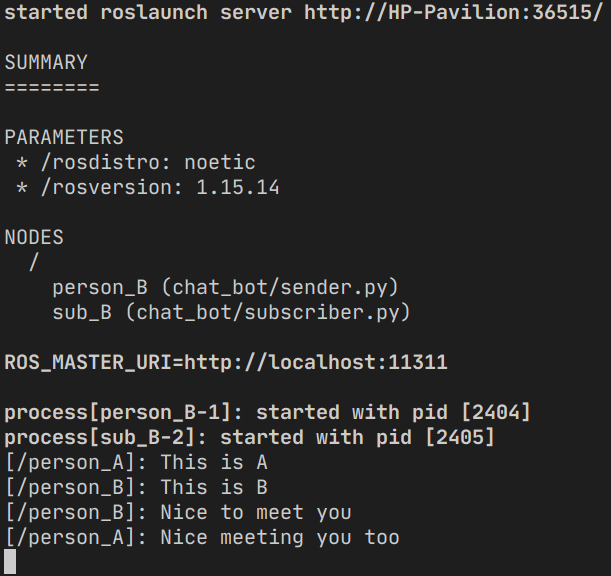 started roslaunch server http://HP-Pavilion:36515/
SUMMARY
========
PARAMETERS
* /rosdistro: noetic
* /rosversion: 1.15.14
NODES
/
person_B (chat_bot/sender.py)
sub_B (chat_bot/subscriber.py)
ROS_MASTER_URI=http://localhost:11311
process[person_B-1]: started with pid [2404]
process[sub_B-2]: started with pid [2405]
[/person_A]: This is A
[/person_B]: This is B
[/person_B]: Nice to meet you
[/person_A]: Nice meeting you too